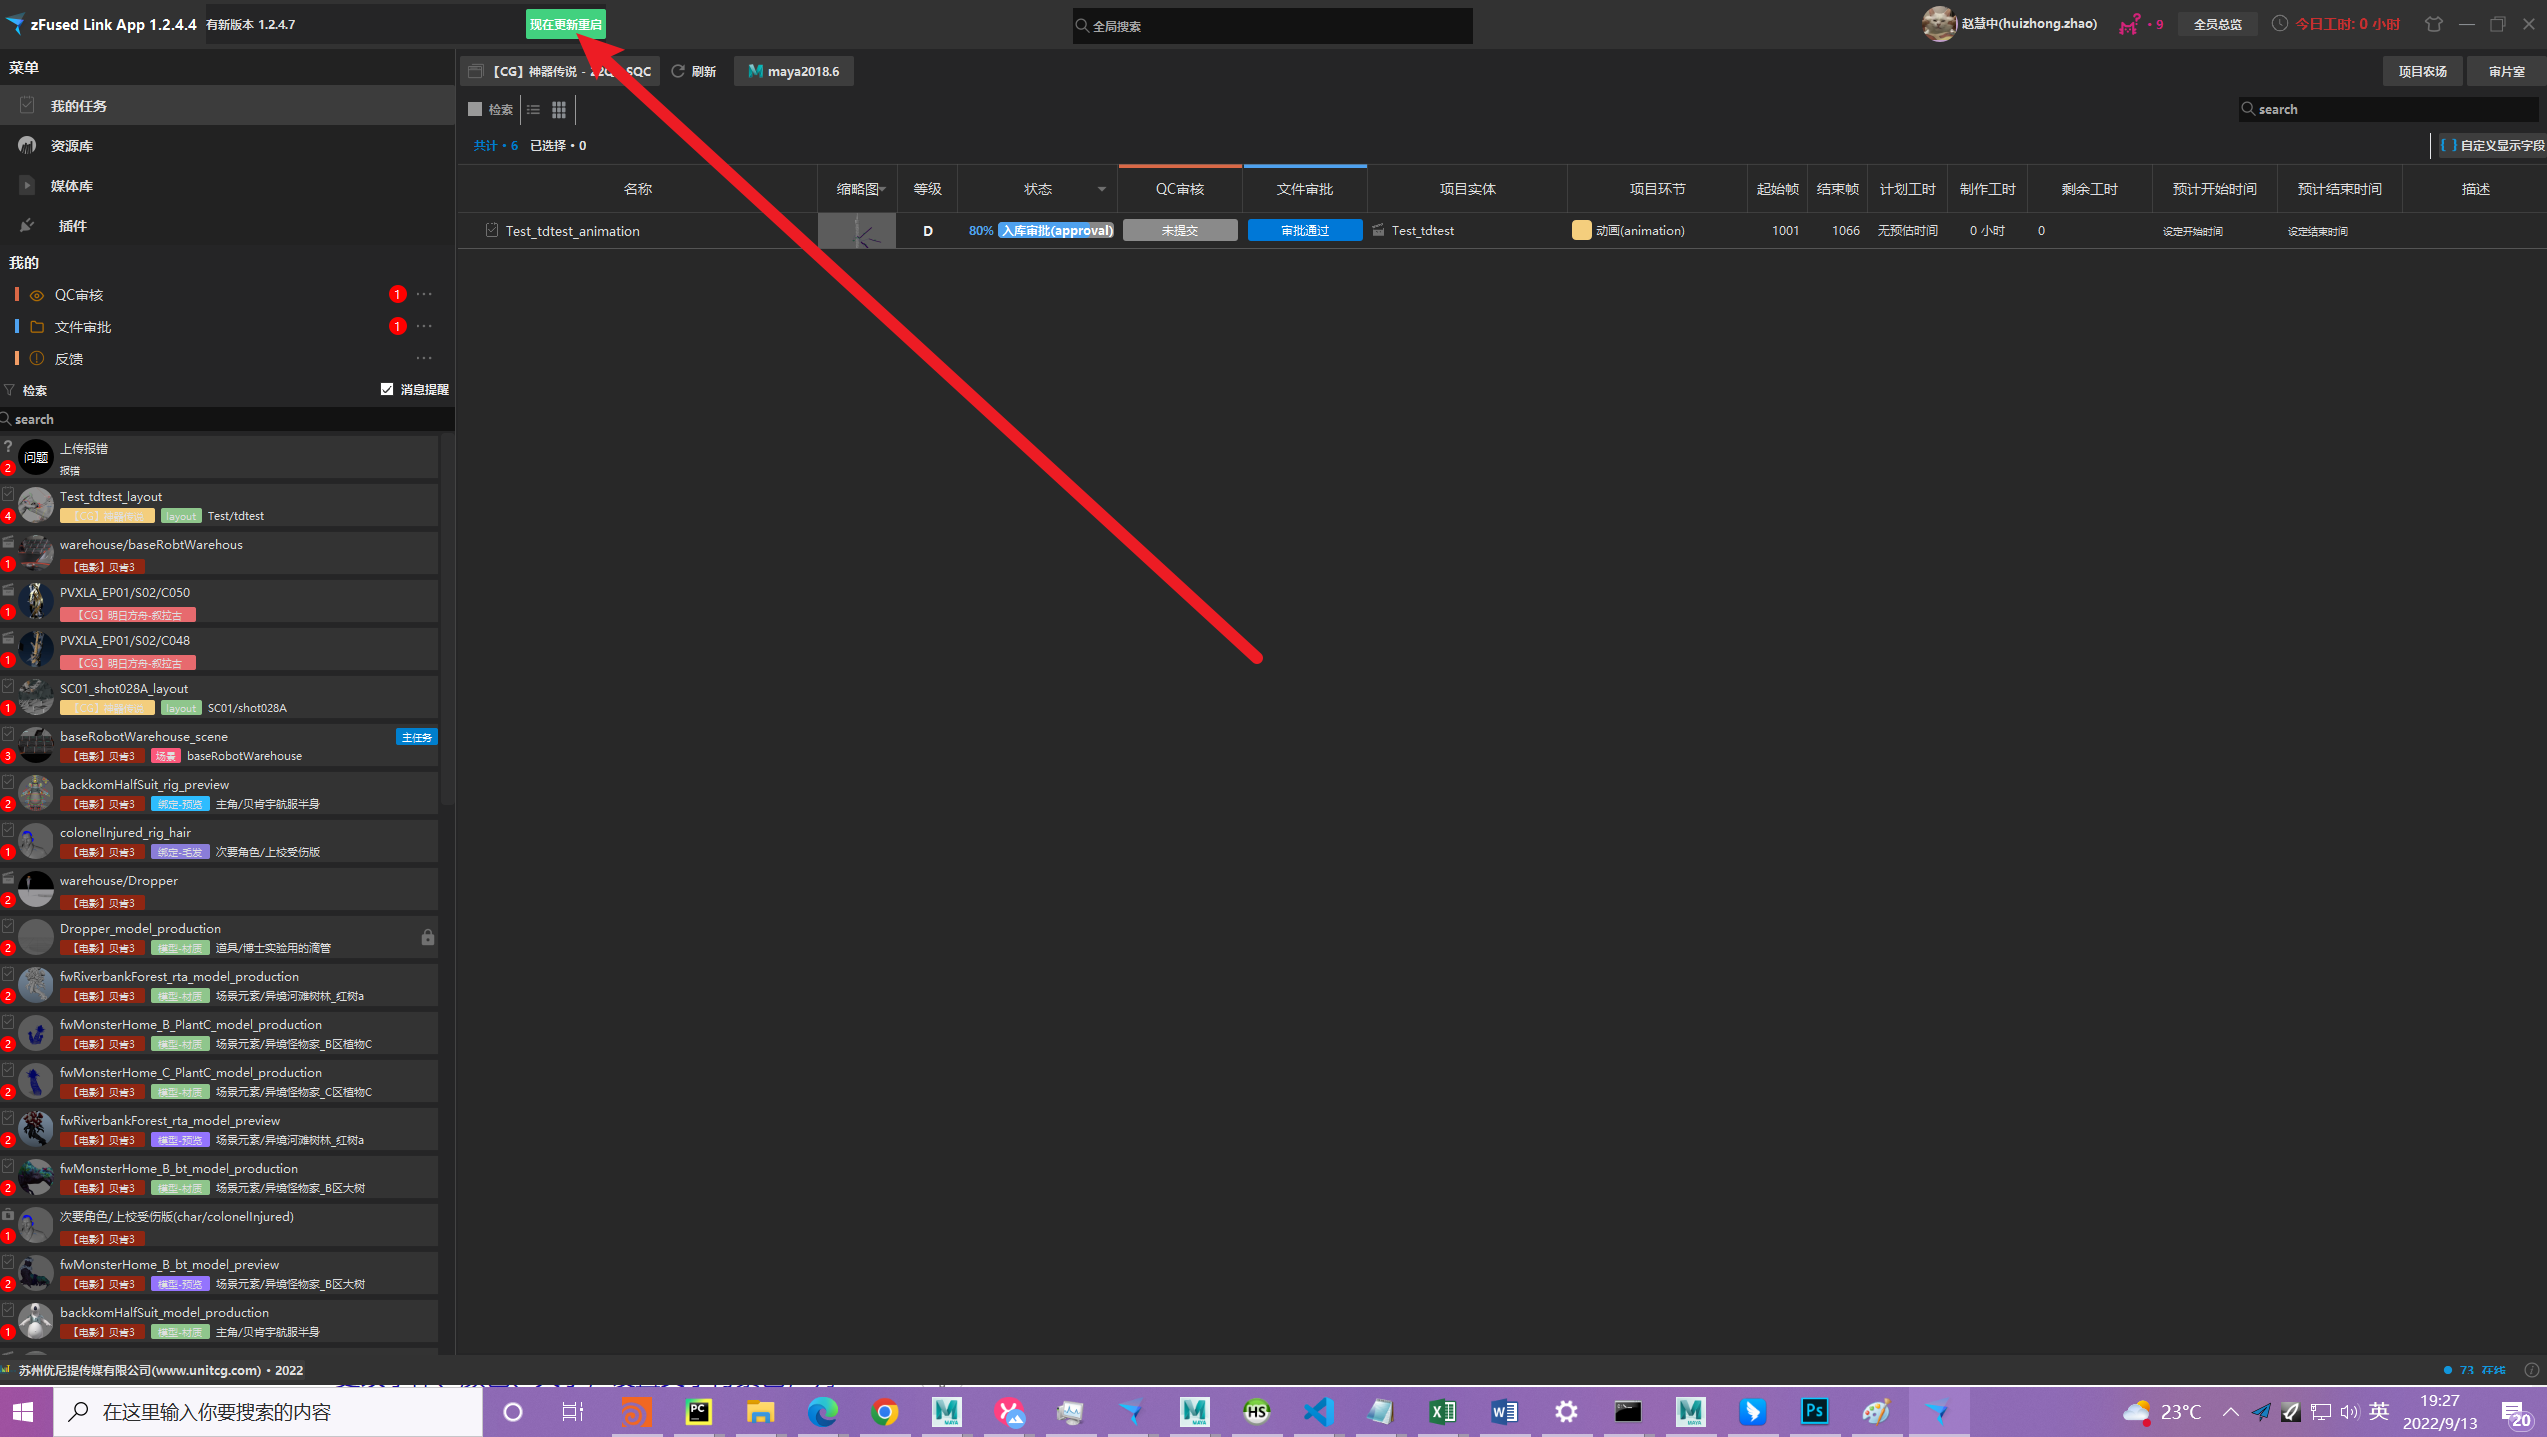 zFused Link App 1.2.4.4 有新版本 1.2.4.7 现在更新重启 全局搜索 赵慧中(huizhong.zhao) • 9 全员总览 今日工时: 0 小时
菜单
我的任务
资源库
媒体库
插件
我的
QC审核 1 ···
文件审批 1 ···
反馈 ···
检索 消息提醒
search
? 问题 上传报错
2 报错
Test_tdtest_layout
4 【CG】神器传说 layout Test/tdtest
warehouse/baseRobtWarehous
1 【电影】贝肯3
PVXLA_EP01/S02/C050
1 【CG】明日方舟-叙拉古
PVXLA_EP01/S02/C048
1 【CG】明日方舟-叙拉古
SC01_shot028A_layout
1 【CG】神器传说 layout SC01/shot028A
baseRobotWarehouse_scene 主任务
3 【电影】贝肯3 场景 baseRobotWarehouse
backkomHalfSuit_rig_preview
2 【电影】贝肯3 绑定-预览 主角/贝肯宇航服半身
colonelInjured_rig_hair
1 【电影】贝肯3 绑定-毛发 次要角色/上校受伤版
warehouse/Dropper
2 【电影】贝肯3
Dropper_model_production
2 【电影】贝肯3 模型-材质 道具/博士实验用的滴管
fwRiverbankForest_rta_model_production
2 【电影】贝肯3 模型-材质 场景元素/异境河滩树林_红树a
fwMonsterHome_B_PlantC_model_production
2 【电影】贝肯3 模型-材质 场景元素/异境怪物家_B区植物C
fwMonsterHome_C_PlantC_model_production
2 【电影】贝肯3 模型-材质 场景元素/异境怪物家_C区植物C
fwRiverbankForest_rta_model_preview
2 【电影】贝肯3 模型-预览 场景元素/异境河滩树林_红树a
fwMonsterHome_B_bt_model_production
2 【电影】贝肯3 模型-材质 场景元素/异境怪物家_B区大树
次要角色/上校受伤版(char/colonelInjured)
1 【电影】贝肯3
fwMonsterHome_B_bt_model_preview
2 【电影】贝肯3 模型-预览 场景元素/异境怪物家_B区大树
backkomHalfSuit_model_production
1 【电影】贝肯3 模型-材质 主角/贝肯宇航服半身
【CG】神器传说 - SQC 刷新 maya2018.6 项目农场 审片室
检索 search
共计 • 6 已选择 • 0 [ ] 自定义显示字段
名称 缩略图 等级 状态 QC审核 文件审批 项目实体 项目环节 起始帧 结束帧 计划工时 制作工时 剩余工时 预计开始时间 预计结束时间 描述
Test_tdtest_animation D 80% 入库审批(approval) 未提交 审批通过 Test_tdtest 动画(animation) 1001 1066 无预估时间 0 小时 0 设定开始时间 设定结束时间
苏州优尼提传媒有限公司(www.unitcg.com) • 2022 73 在线
在这里输入你要搜索的内容 PC MAYA MAYA HS MAYA Ps 23°C 英 19:27
2022/9/13 20